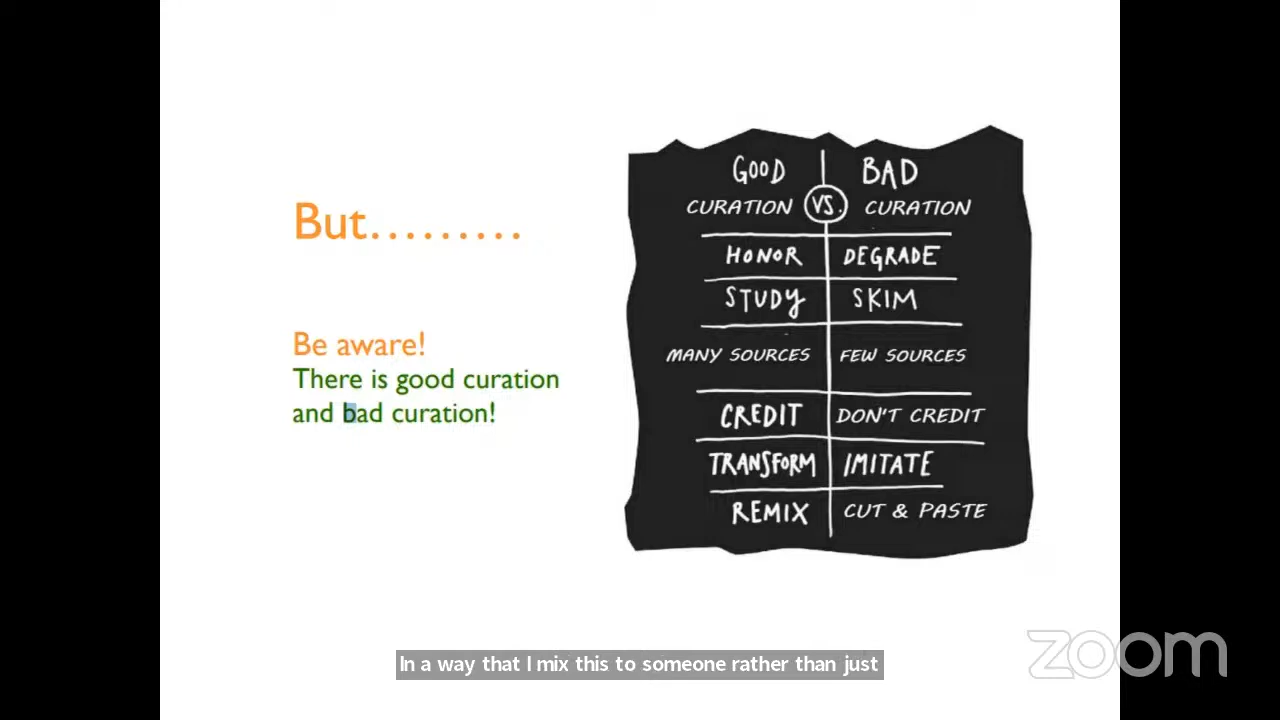 But.........
Be aware!
There is good curation
and bad curation!
GOOD BAD
CURATION VS. CURATION
HONOR DEGRADE
STUDY SKIM
MANY SOURCES FEW SOURCES
CREDIT DON'T CREDIT
TRANSFORM IMITATE
REMIX CUT & PASTE
In a way that I mix this to someone rather than just
zoom